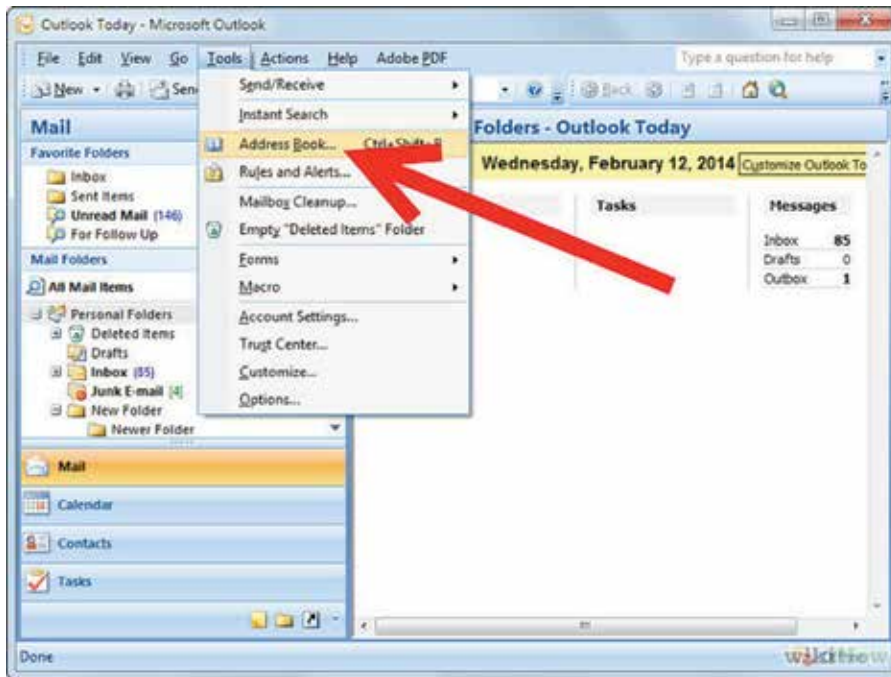 Outlook Today - Microsoft Outlook
File Edit View Go Tools Actions Help Adobe PDF
Type a question for help
New
Sen
Back
Mail
Favorite Folders
Inbox
Sent Items
Unread Mail (146)
For Follow Up
Mail Folders
All Mail Items
Personal Folders
Deleted Items
Drafts
Inbox (85)
Junk E-mail [4]
New Folder
Newer Folder
Mail
Calendar
Contacts
Tasks
Send/Receive
Instant Search
Address Book...
Rules and Alerts...
Mailbox Cleanup...
Empty "Deleted Items" Folder
Forms
Macro
Account Settings...
Trust Center...
Customize...
Options...
Folders - Outlook Today
Wednesday, February 12, 2014
Customize Outlook To
Tasks
Messages
Inbox 85
Drafts 0
Outbox 1
Done
wikiHow